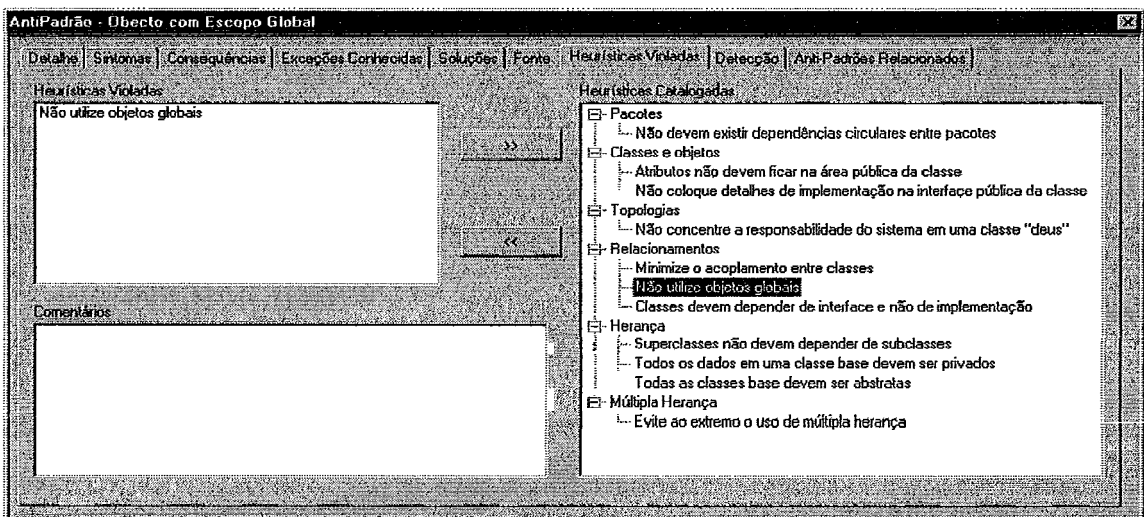 AntiPadrão - Obecto com Escopo Global
Detalhe Sintomas Consequências Exceções Conhecidas Soluções Fonte Heurísticas Violadas Detecção Anti-Padrões Relacionados
Heurísticas Violadas
Não utilize objetos globais
>>
<<
Comentários
Heurísticas Catalogadas
Pacotes
Não devem existir dependências circulares entre pacotes
Classes e objetos
Atributos não devem ficar na área pública da classe
Não coloque detalhes de implementação na interface pública da classe
Topologias
Não concentre a responsabilidade do sistema em uma classe "deus"
Relacionamentos
Minimize o acoplamento entre classes
Não utilize objetos globais
Classes devem depender de interface e não de implementação
Herança
Superclasses não devem depender de subclasses
Todos os dados em uma classe base devem ser privados
Todas as classes base devem ser abstratas
Múltipla Herança
Evite ao extremo o uso de múltipla herança